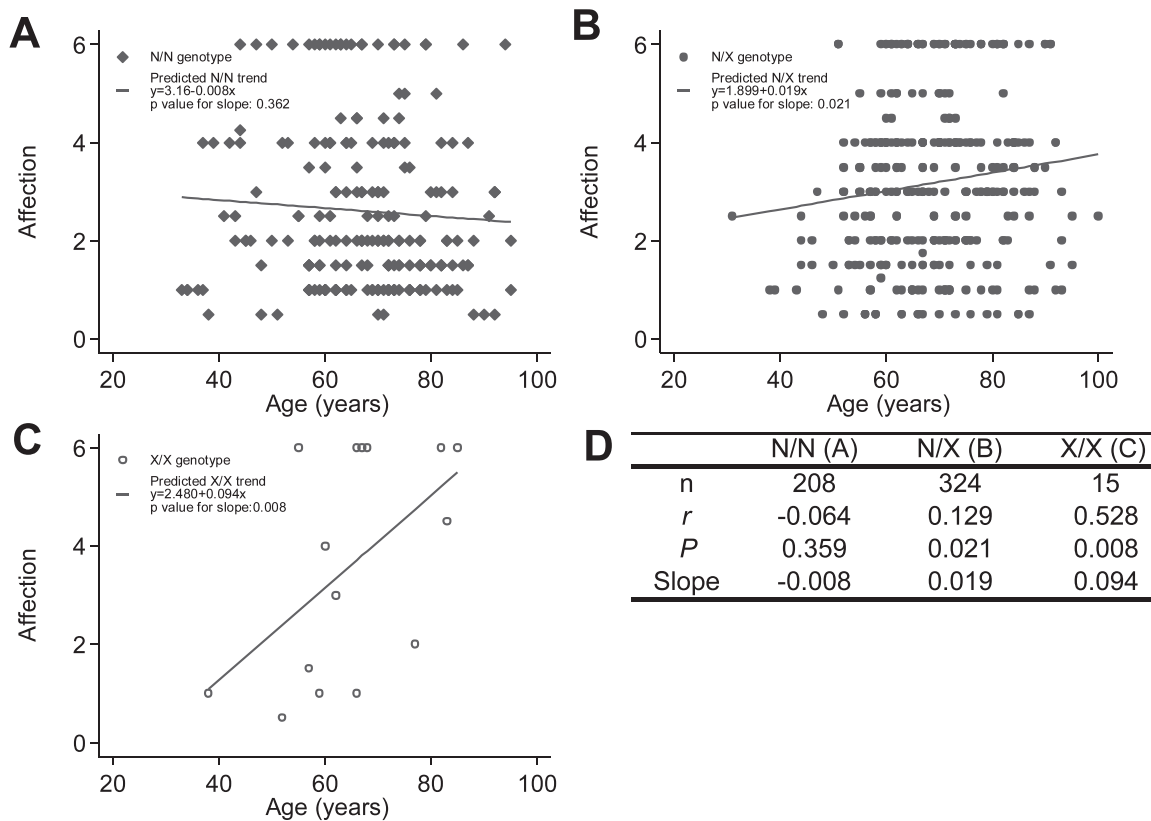 A
6
4
2
0
Affection
N/N genotype
Predicted N/N trend
y=3.16-0.008x
p value for slope: 0.362
20 40 60 80 100
Age (years)
B
6
4
2
0
Affection
N/X genotype
Predicted N/X trend
y=1.899+0.019x
p value for slope: 0.021
20 40 60 80 100
Age (years)
C
6
4
2
0
Affection
X/X genotype
Predicted X/X trend
y=2.480+0.094x
p value for slope:0.008
20 40 60 80 100
Age (years)
D
N/N (A) N/X (B) X/X (C)
n 208 324 15
r -0.064 0.129 0.528
P 0.359 0.021 0.008
Slope -0.008 0.019 0.094